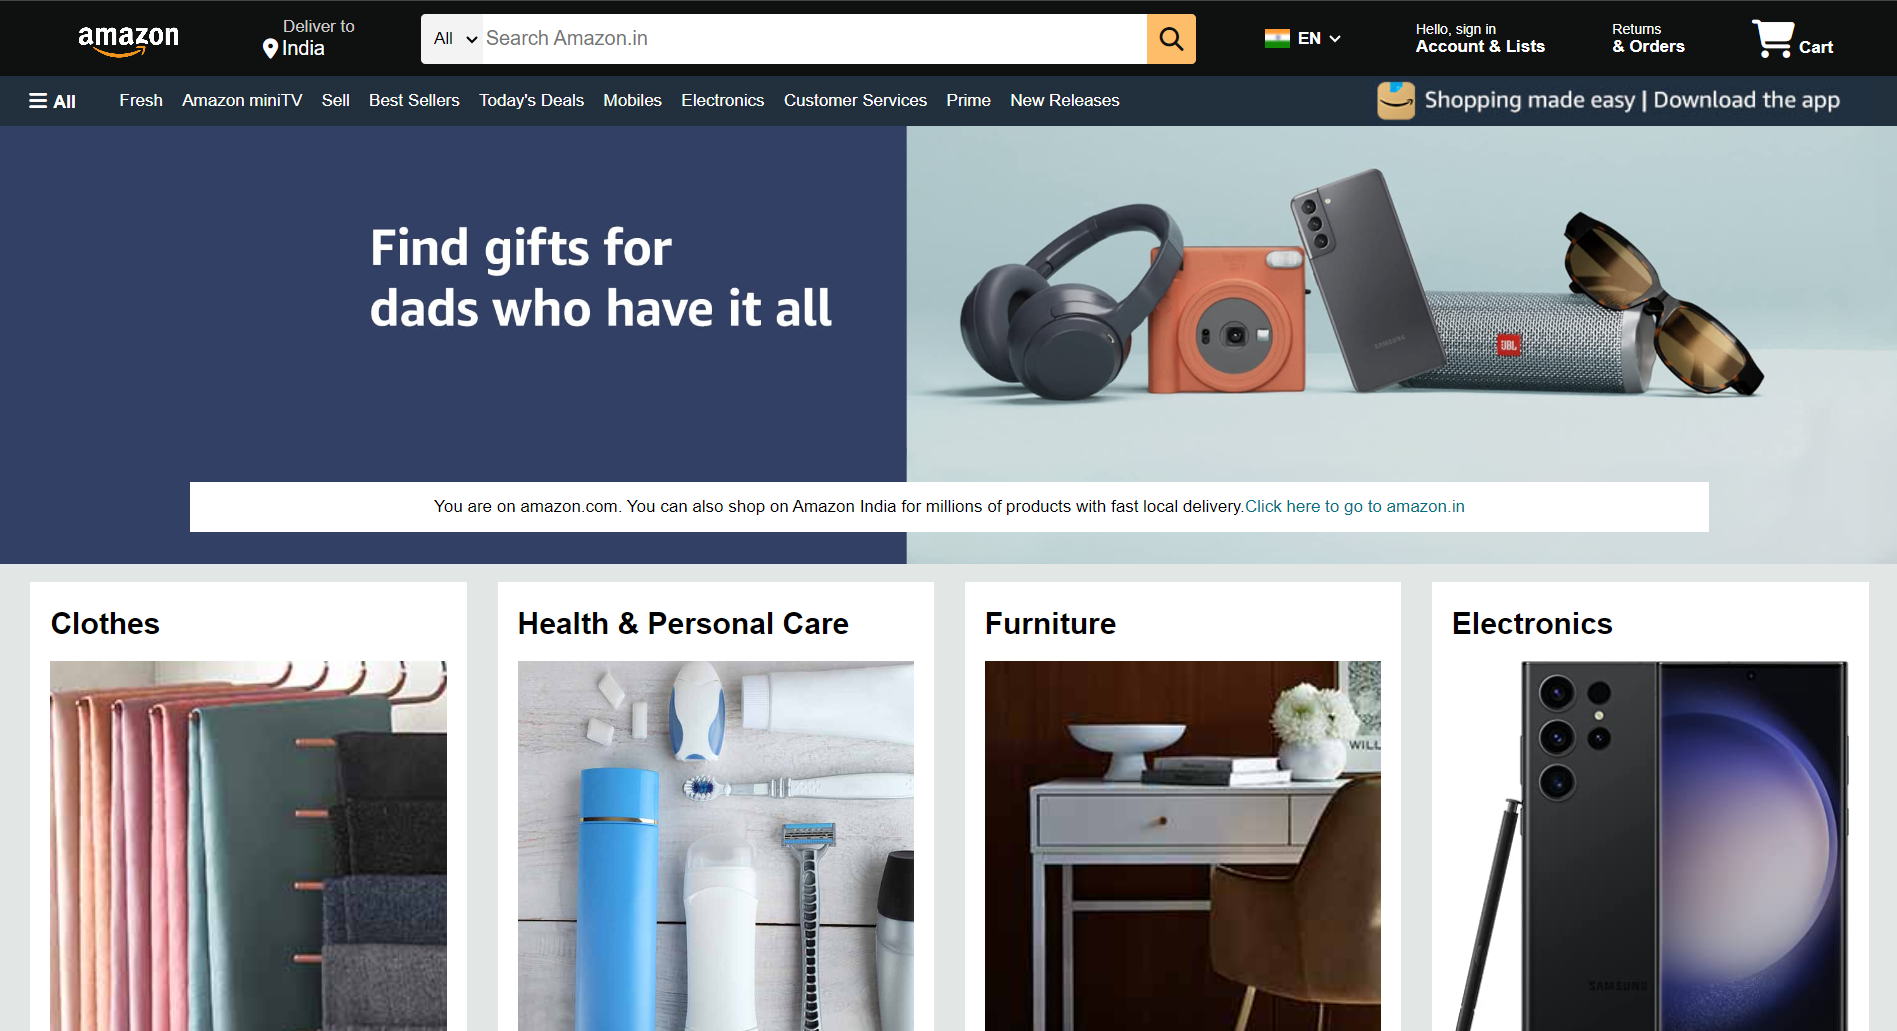 amazon
Deliver to
India
All
Search Amazon.in
EN
Hello, sign in
Account & Lists
Returns
& Orders
Cart
All
Fresh
Amazon miniTV
Sell
Best Sellers
Today's Deals
Mobiles
Electronics
Customer Services
Prime
New Releases
Shopping made easy | Download the app
Find gifts for
dads who have it all
SAMSUNG
JBL
You are on amazon.com. You can also shop on Amazon India for millions of products with fast local delivery.Click here to go to amazon.in
Clothes
Health & Personal Care
Furniture
Electronics
WILL
SAMSUNG